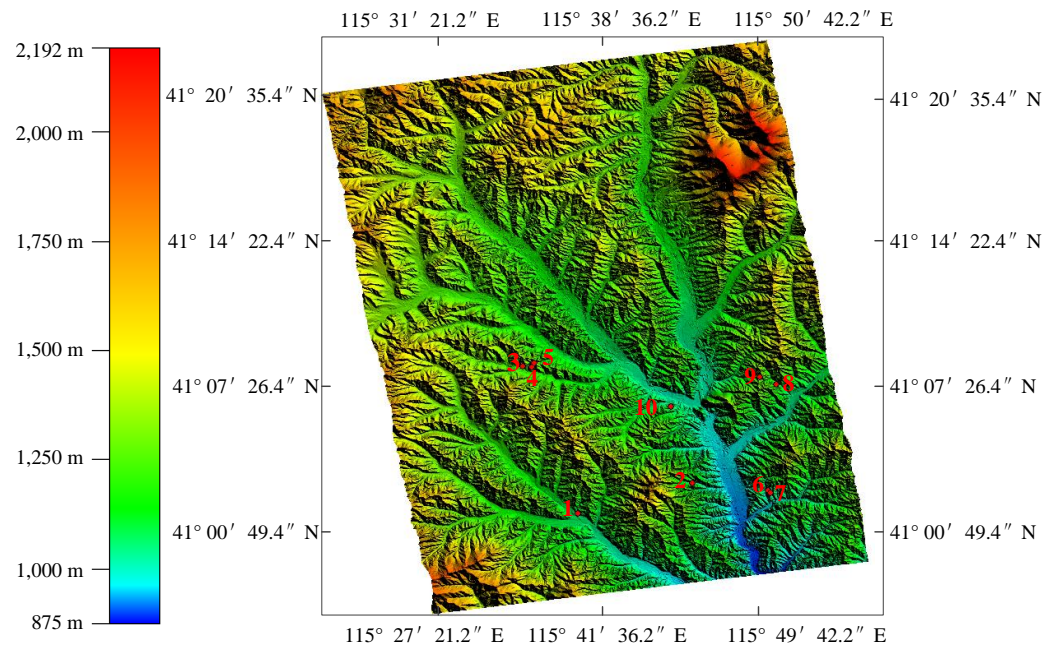 115° 31′ 21.2″ E 115° 38′ 36.2″ E 115° 50′ 42.2″ E
2,192 m
2,000 m
1,750 m
1,500 m
1,250 m
1,000 m
875 m
41° 20′ 35.4″ N
41° 14′ 22.4″ N
41° 07′ 26.4″ N
41° 00′ 49.4″ N
3
5
4
9
8
10
2
6
7
1
41° 20′ 35.4″ N
41° 14′ 22.4″ N
41° 07′ 26.4″ N
41° 00′ 49.4″ N
115° 27′ 21.2″ E 115° 41′ 36.2″ E 115° 49′ 42.2″ E